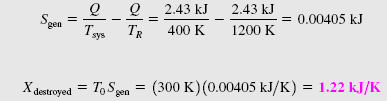 S_gen = Q/T_sys − Q/T_R = 2.43 kJ/400 K − 2.43 kJ/1200 K = 0.00405 kJ
X_destroyed = T_0 S_gen = (300 K)(0.00405 kJ/K) = 1.22 kJ/K